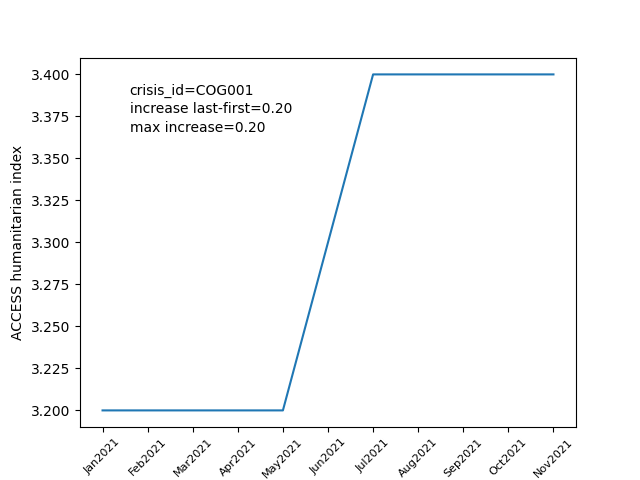 crisis_id=COG001
increase last-first=0.20
max increase=0.20
ACCESS humanitarian index
3.400
3.375
3.350
3.325
3.300
3.275
3.250
3.225
3.200
Jan2021
Feb2021
Mar2021
Apr2021
May2021
Jun2021
Jul2021
Aug2021
Sep2021
Oct2021
Nov2021